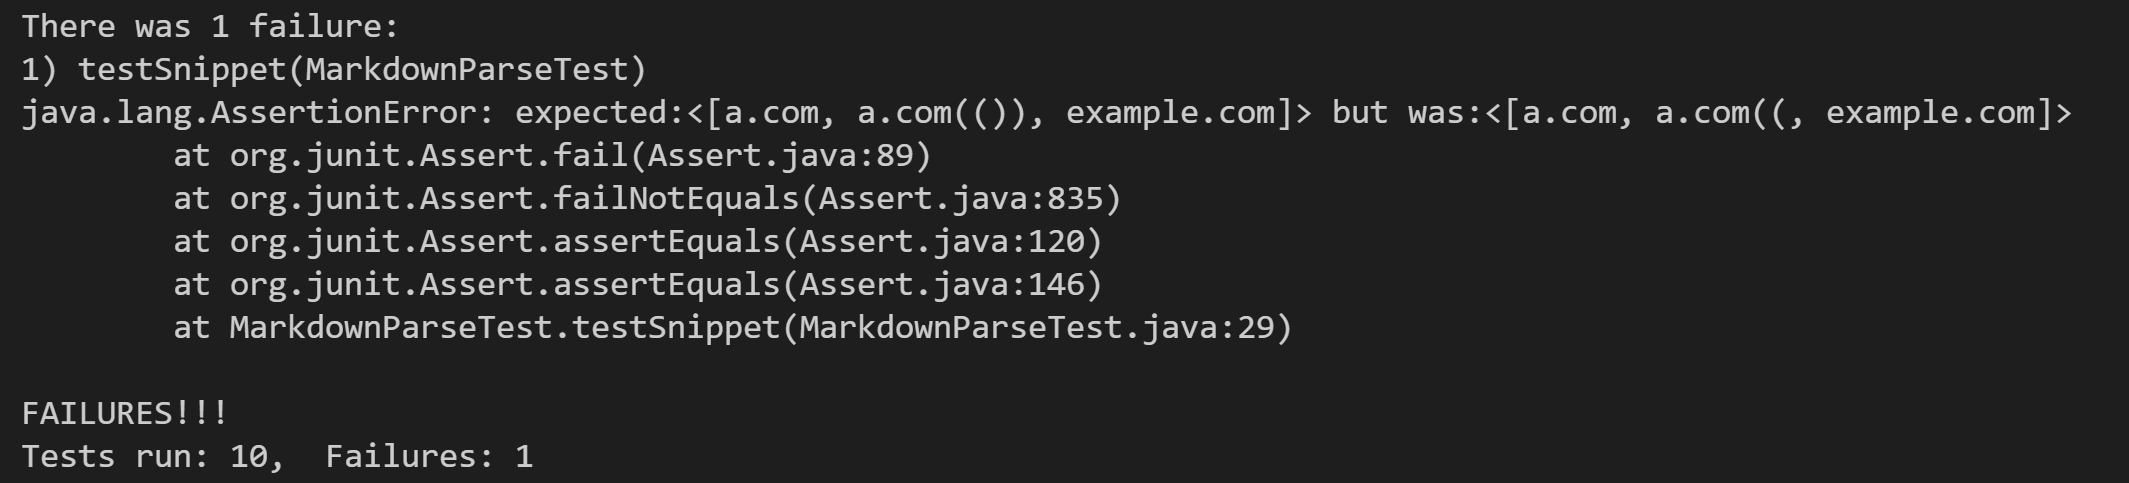 There was 1 failure:
1) testSnippet(MarkdownParseTest)
java.lang.AssertionError: expected:<[a.com, a.com(()), example.com]> but was:<[a.com, a.com((, example.com]>
        at org.junit.Assert.fail(Assert.java:89)
        at org.junit.Assert.failNotEquals(Assert.java:835)
        at org.junit.Assert.assertEquals(Assert.java:120)
        at org.junit.Assert.assertEquals(Assert.java:146)
        at MarkdownParseTest.testSnippet(MarkdownParseTest.java:29)

FAILURES!!!
Tests run: 10,  Failures: 1